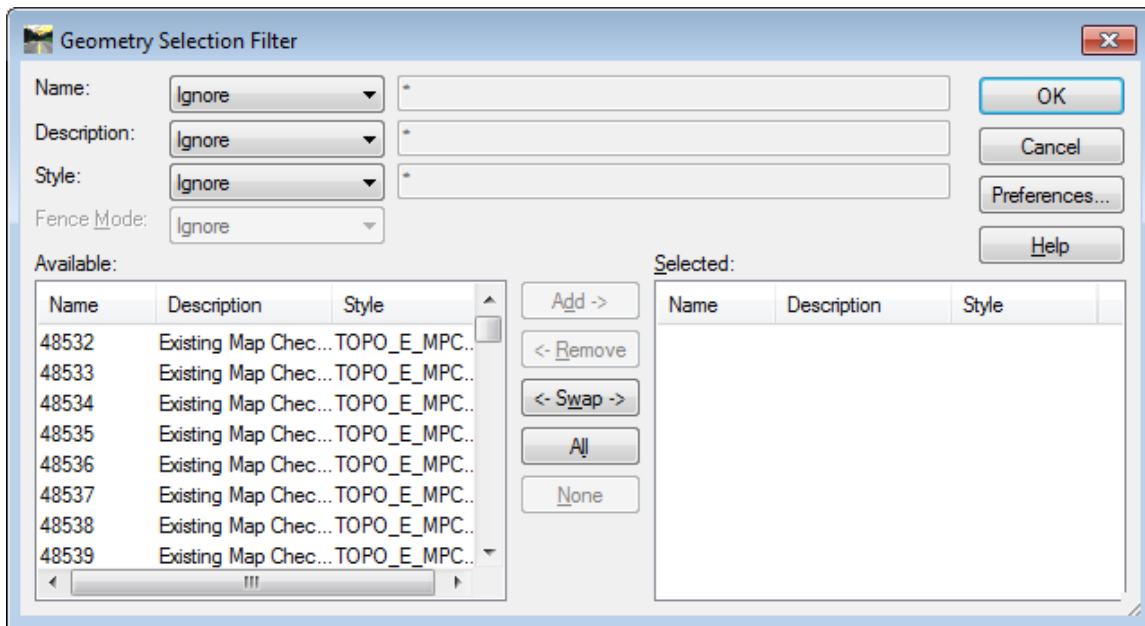 Geometry Selection Filter
Name: Ignore *
OK
Description: Ignore *
Cancel
Style: Ignore *
Preferences...
Fence Mode: Ignore
Help
Available:
Selected:
Name Description Style
Add ->
Name Description Style
48532 Existing Map Chec... TOPO_E_MPC..
48533 Existing Map Chec... TOPO_E_MPC..
48534 Existing Map Chec... TOPO_E_MPC..
48535 Existing Map Chec... TOPO_E_MPC..
48536 Existing Map Chec... TOPO_E_MPC..
48537 Existing Map Chec... TOPO_E_MPC..
48538 Existing Map Chec... TOPO_E_MPC..
48539 Existing Map Chec... TOPO_E_MPC..
<- Remove
<- Swap ->
All
None